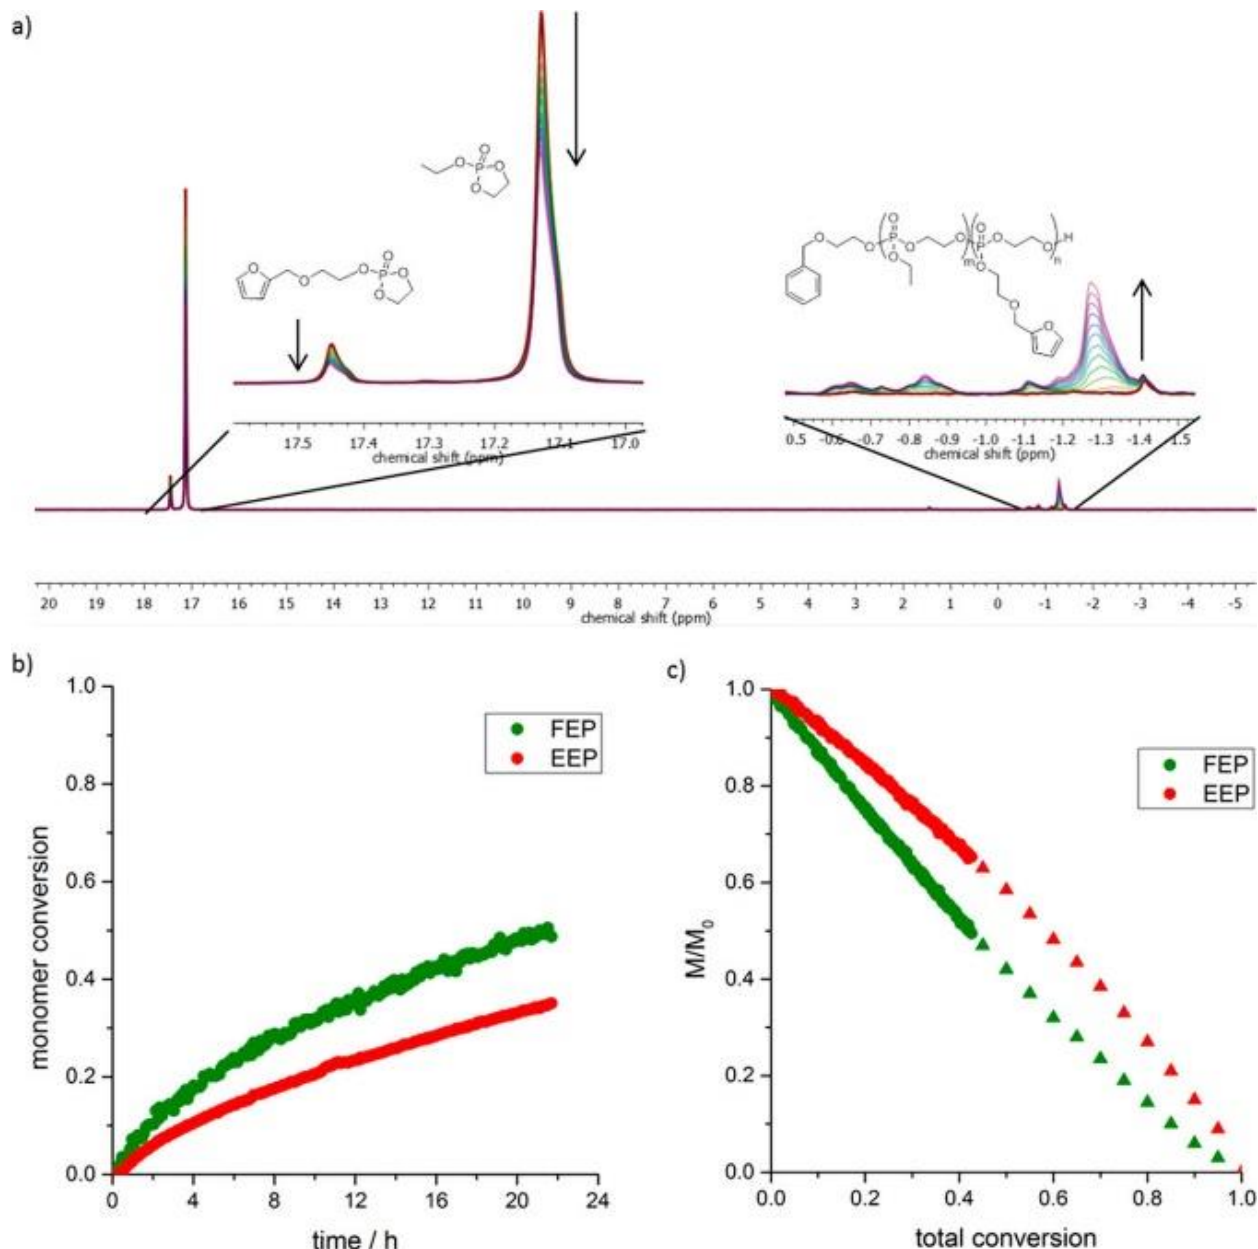 a)
O
O
P
O
O
O
O
O
O
P
O
O
O
O
O
P
O
O
O
m
O
P
O
O
O
n
H
O
O
O
17.5 17.4 17.3 17.2 17.1 17.0
chemical shift (ppm)
0.5 -0.6 -0.7 -0.8 -0.9 -1.0 -1.1 -1.2 -1.3 -1.4 1.5
chemical shift (ppm)
20 19 18 17 16 15 14 13 12 11 10 9 8 7 6 5 4 3 2 1 0 -1 -2 -3 -4 -5
chemical shift (ppm)
b)
1.0
0.8
0.6
0.4
0.2
0.0
monomer conversion
FEP
EEP
0 4 8 12 16 20 24
time / h
c)
1.0
0.8
0.6
0.4
0.2
0.0
M/M0
FEP
EEP
0.0 0.2 0.4 0.6 0.8 1.0
total conversion